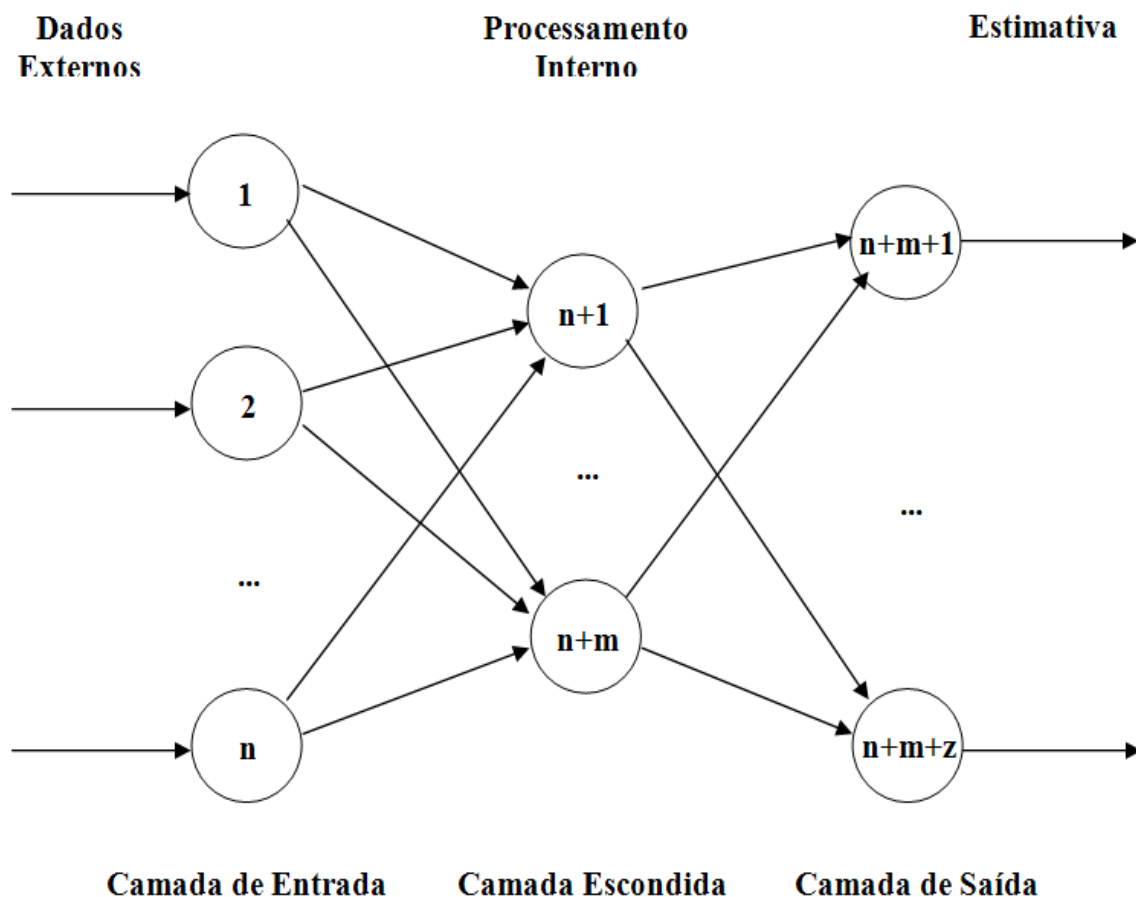 Dados
Externos
Processamento
Interno
Estimativa
1
2
...
n
n+1
...
n+m
n+m+1
...
n+m+z
Camada de Entrada
Camada Escondida
Camada de Saída